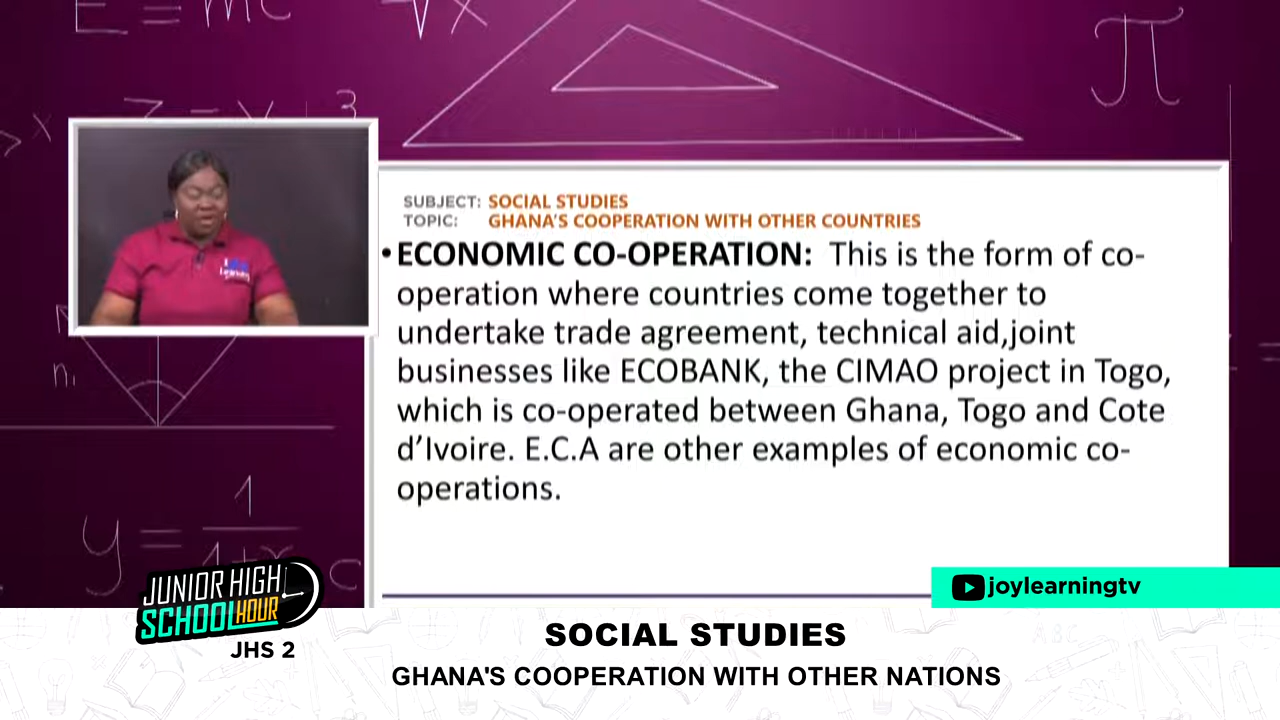 E = mc √x
π
SUBJECT: SOCIAL STUDIES
TOPIC: GHANA'S COOPERATION WITH OTHER COUNTRIES
•ECONOMIC CO-OPERATION: This is the form of co-
operation where countries come together to
undertake trade agreement, technical aid,joint
businesses like ECOBANK, the CIMAO project in Togo,
which is co-operated between Ghana, Togo and Cote
d’Ivoire. E.C.A are other examples of economic co-
operations.
Learning
JUNIOR HIGH
SCHOOL HOUR
JHS 2
joylearningtv
SOCIAL STUDIES
GHANA'S COOPERATION WITH OTHER NATIONS